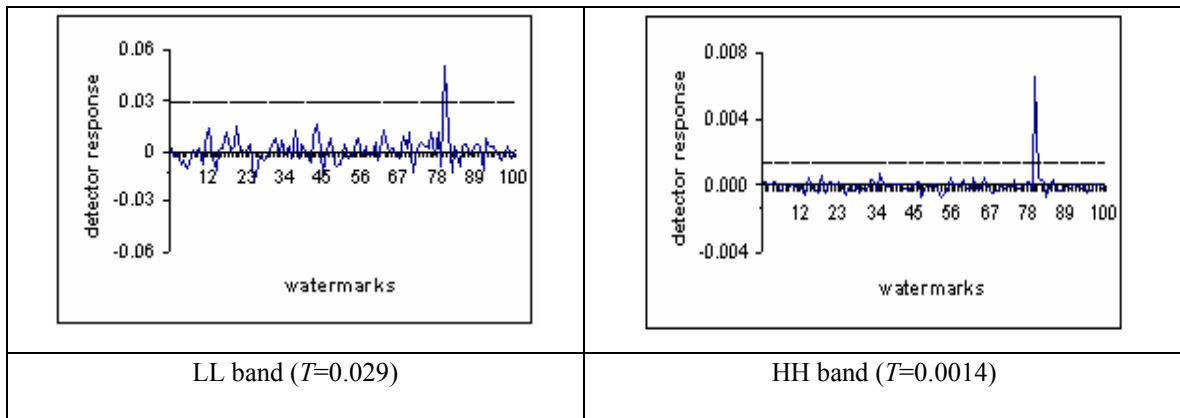 0.06
0.03
0
-0.03
-0.06
detector response
12 23 34 45 56 67 78 89 100
watermarks
LL band (T=0.029)
0.008
0.004
0.000
-0.004
detector response
12 23 34 45 56 67 78 89 100
watermarks
HH band (T=0.0014)